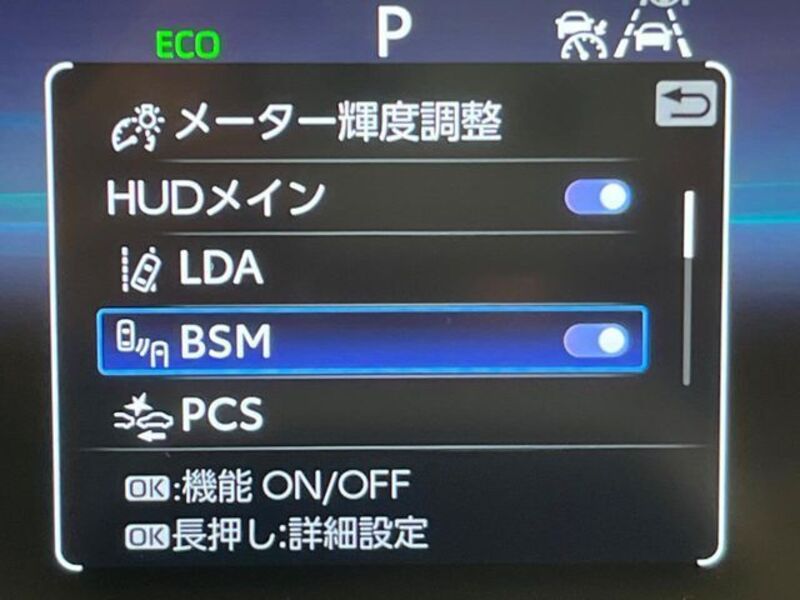 ECO P
メーター輝度調整
HUDメイン
LDA
BSM
PCS
OK:機能 ON/OFF
OK長押し:詳細設定